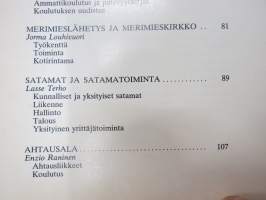 Ammattikoulutus ja
Koulutuksen uudistus
MERIMIESLÄHETYS JA MERIMIESKIRKKO ..... 81
Jorma Louhivuori
Työkenttä
Toiminta
Kotirintama
SATAMAT JA SATAMATOIMINTA ............ 89
Lasse Terho
Kunnalliset ja yksityiset satamat
Liikenne
Hallinto
Talous
Yksityinen yrittäjätoiminta
AHTAUSALA ............ 107
Enzio Raninen
Ahtausliikkeet
Koulutus